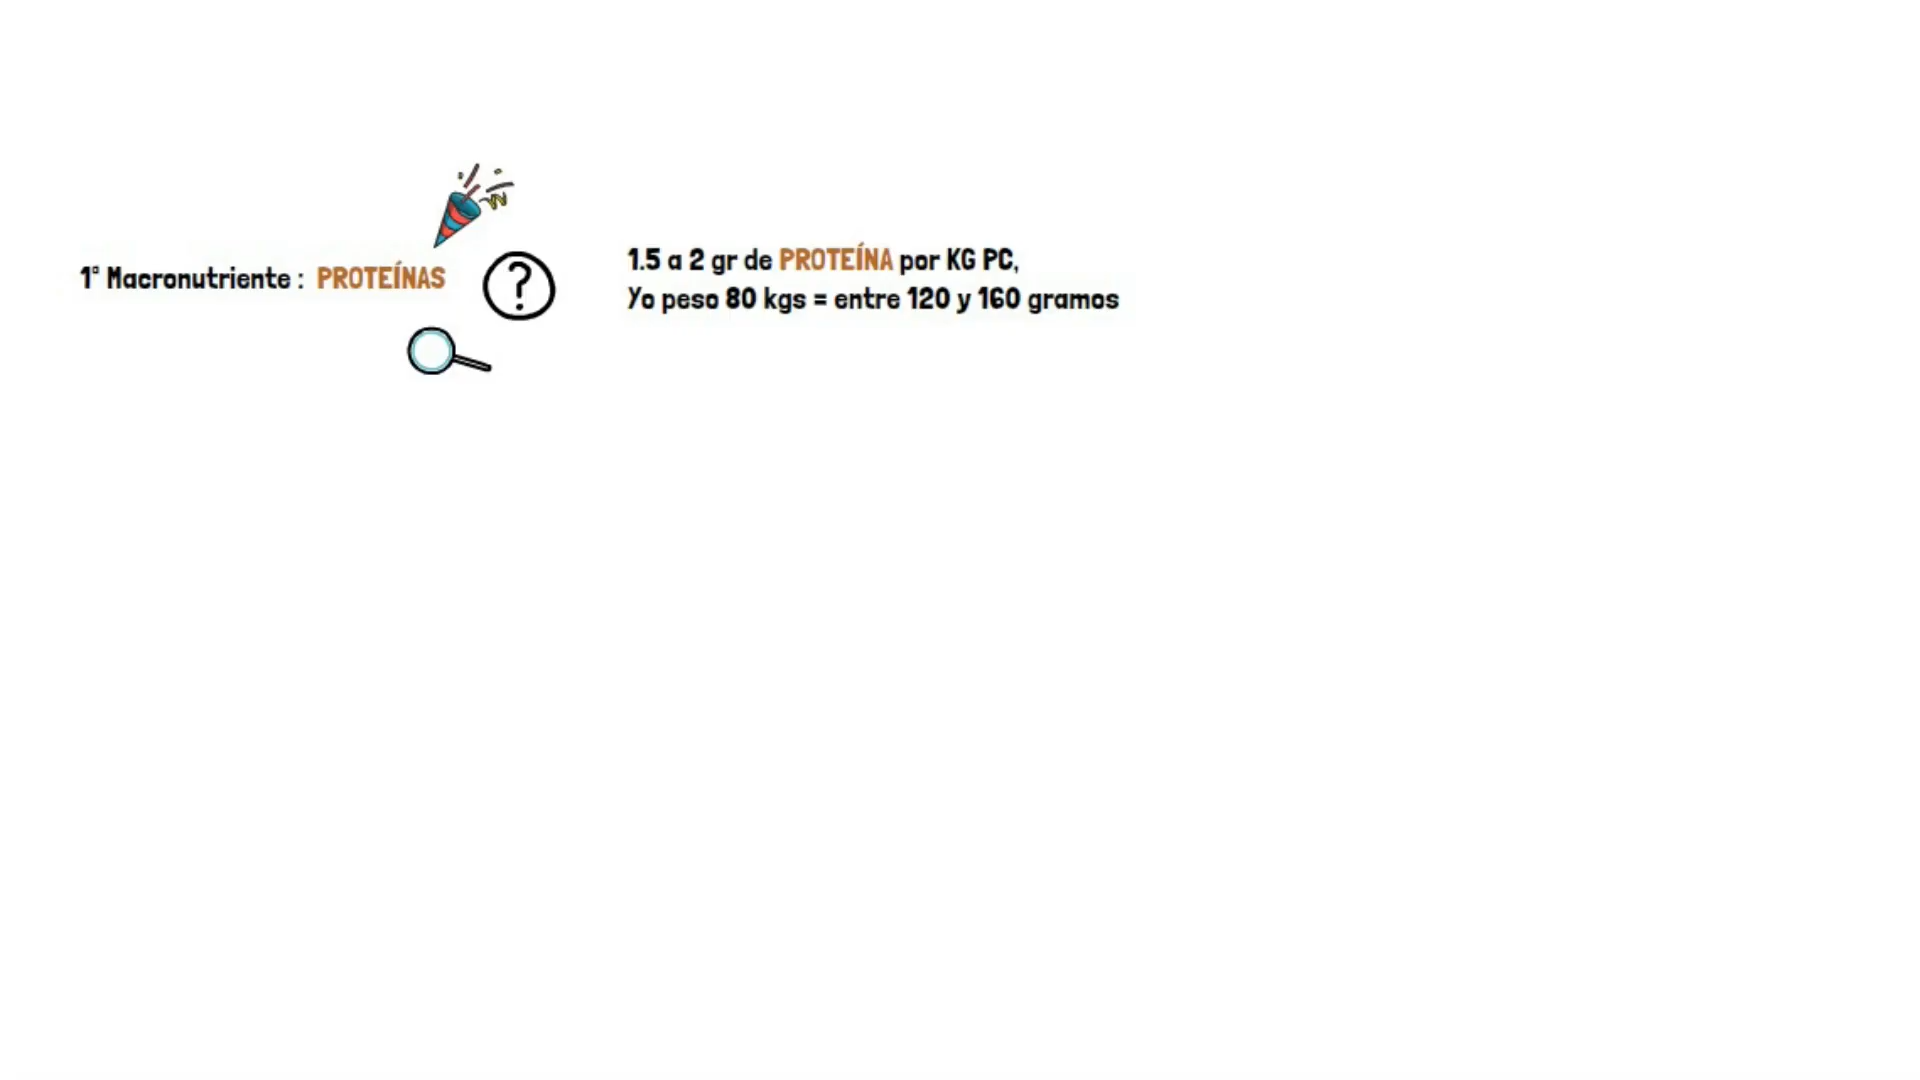 1° Macronutriente : PROTEÍNAS
?
1.5 a 2 gr de PROTEÍNA por KG PC,
Yo peso 80 kgs = entre 120 y 160 gramos